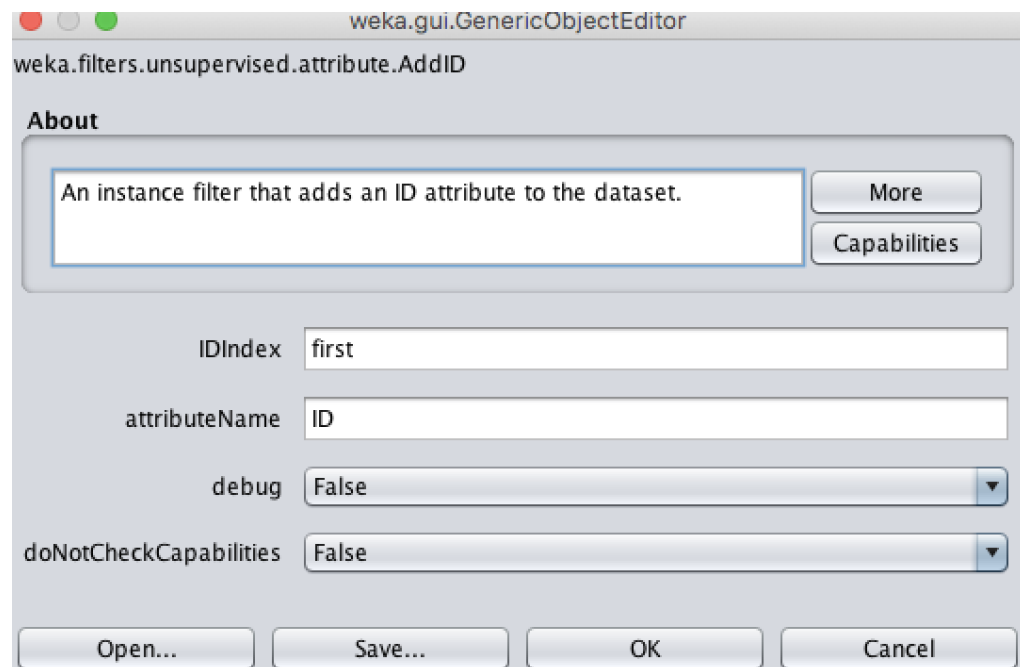 weka.gui.GenericObjectEditor
weka.filters.unsupervised.attribute.AddID
About
An instance filter that adds an ID attribute to the dataset.
More
Capabilities
IDIndex first
attributeName ID
debug False
doNotCheckCapabilities False
Open... Save... OK Cancel